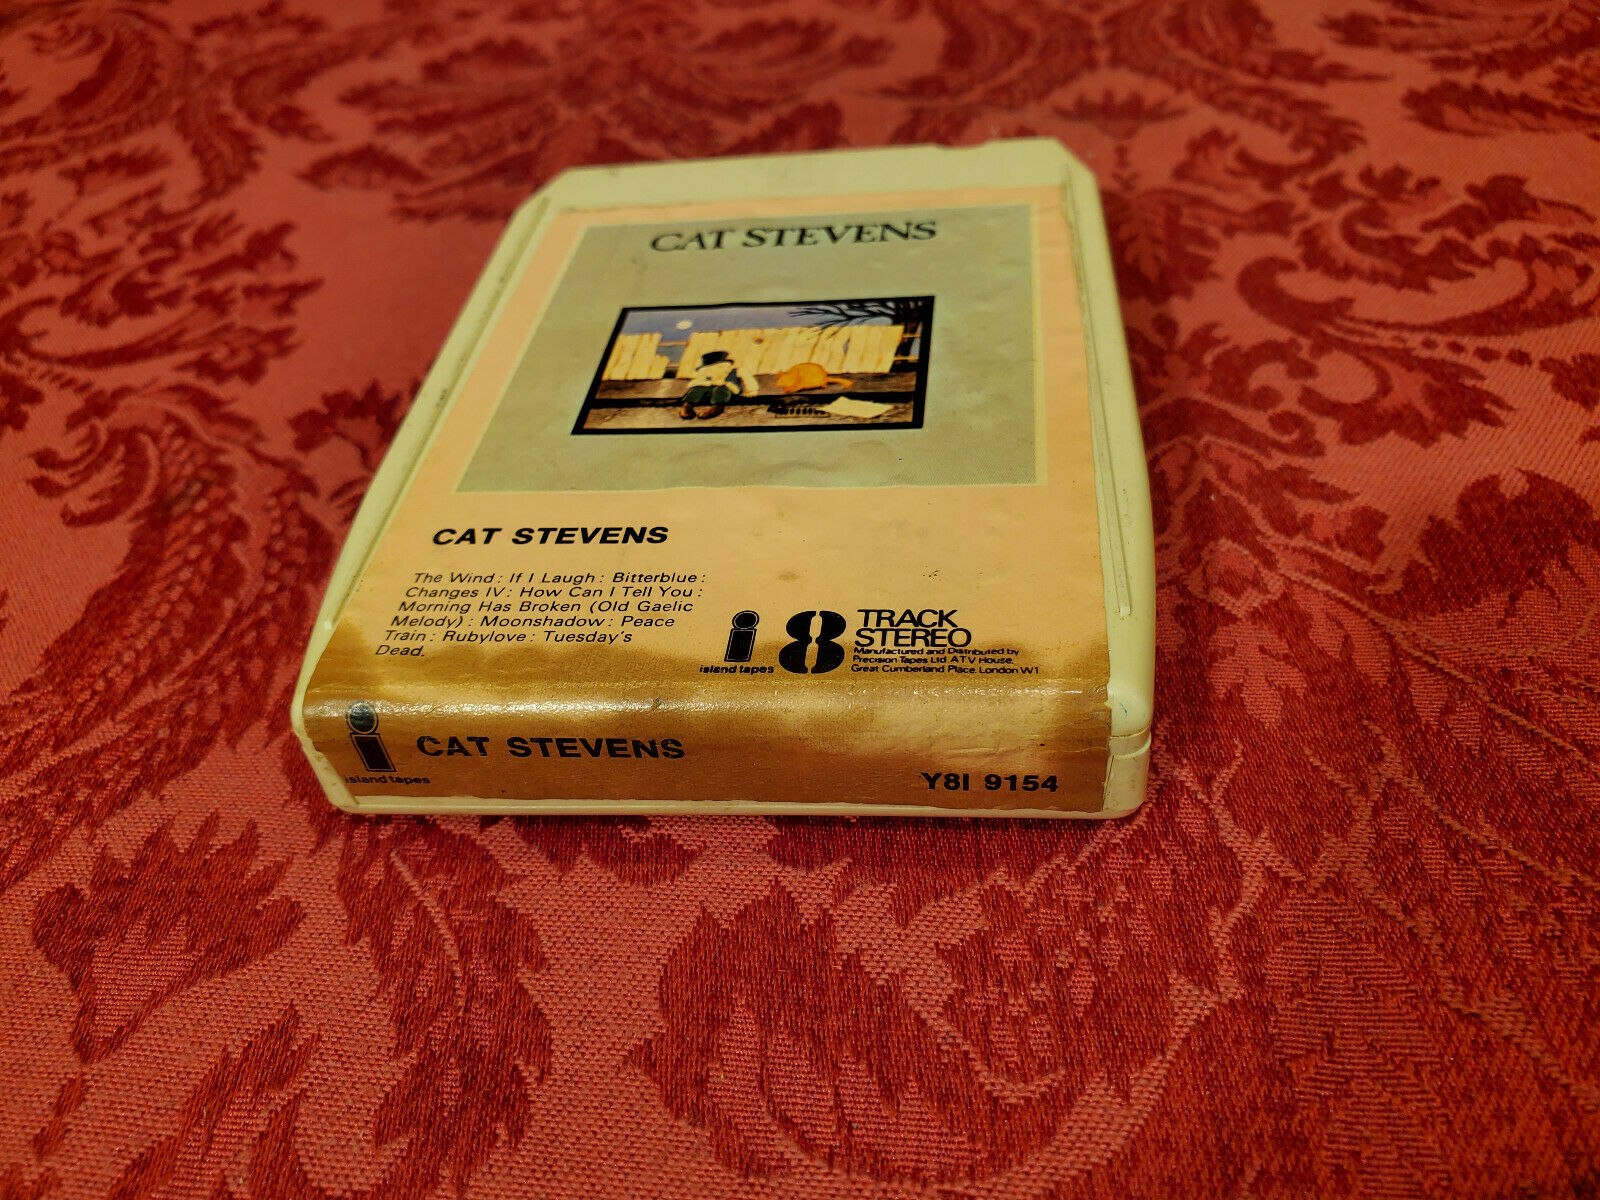 CAT STEVENS
CAT STEVENS
The Wind : If I Laugh : Bitterblue :
Changes IV : How Can I Tell You :
Morning Has Broken (Old Gaelic
Melody) : Moonshadow : Peace
Train : Rubylove : Tuesday's
Dead.
i
island tapes
8
TRACK
STEREO
Manufactured and Distributed by
Precision Tapes Ltd. ATV House,
Great Cumberland Place. London W1
i
island tapes
CAT STEVENS
Y8I 9154